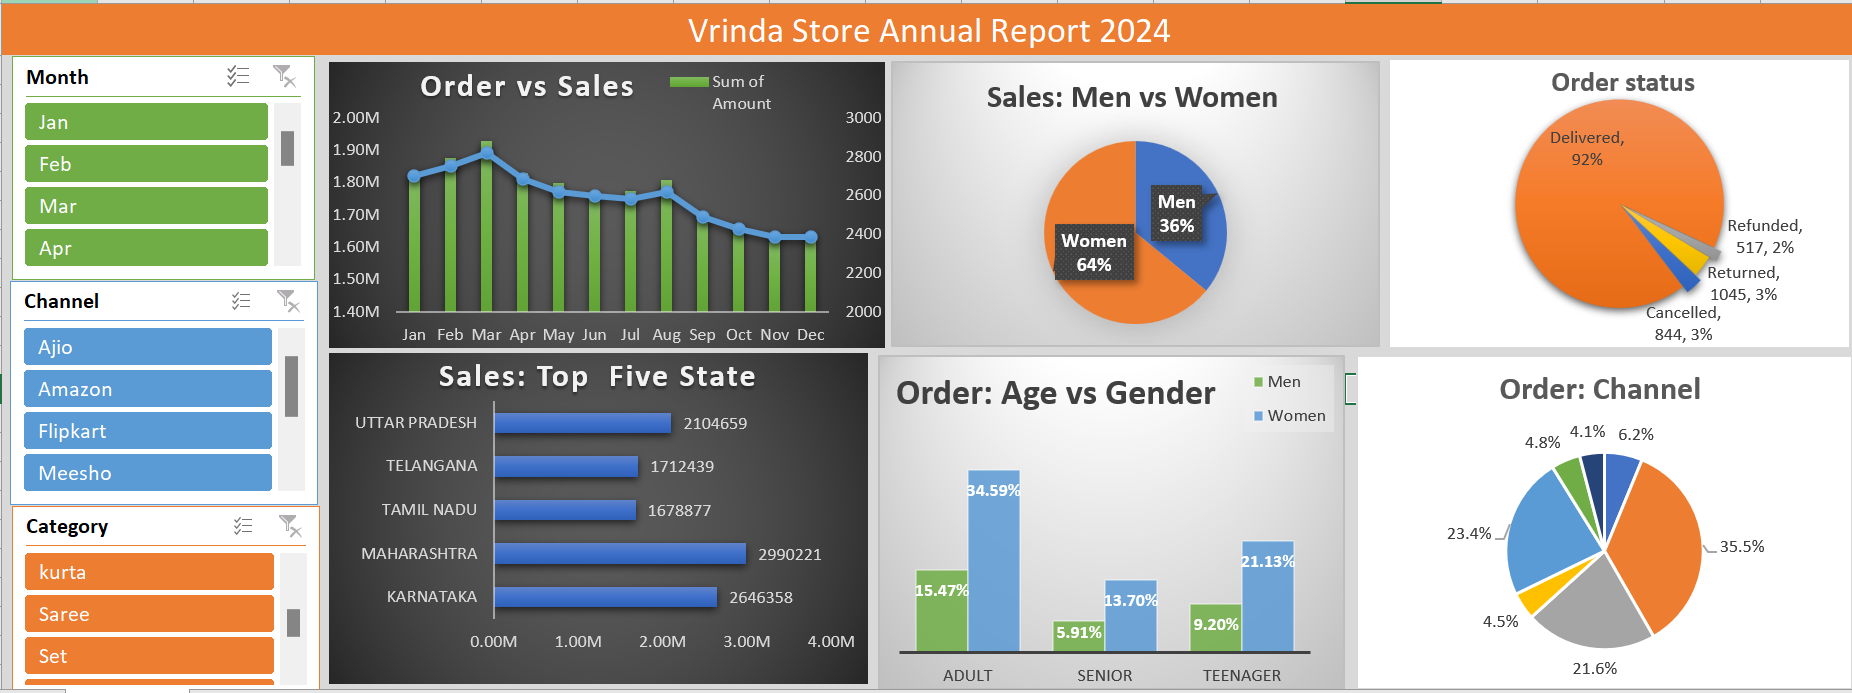 Vrinda Store Annual Report 2024
Month
Jan
Feb
Mar
Apr
Channel
Ajio
Amazon
Flipkart
Meesho
Category
kurta
Saree
Set
Order vs Sales
Sum of
Amount
2.00M
1.90M
1.80M
1.70M
1.60M
1.50M
1.40M
3000
2800
2600
2400
2200
2000
Jan Feb Mar Apr May Jun Jul Aug Sep Oct Nov Dec
Sales: Men vs Women
Men
36%
Women
64%
Order status
Delivered,
92%
Refunded,
517, 2%
Returned,
1045, 3%
Cancelled,
844, 3%
Sales: Top  Five State
UTTAR PRADESH 2104659
TELANGANA 1712439
TAMIL NADU 1678877
MAHARASHTRA 2990221
KARNATAKA 2646358
0.00M 1.00M 2.00M 3.00M 4.00M
Order: Age vs Gender
Men
Women
34.59%
15.47%
13.70%
5.91%
21.13%
9.20%
ADULT SENIOR TEENAGER
Order: Channel
4.8% 4.1% 6.2%
23.4%
35.5%
4.5%
21.6%